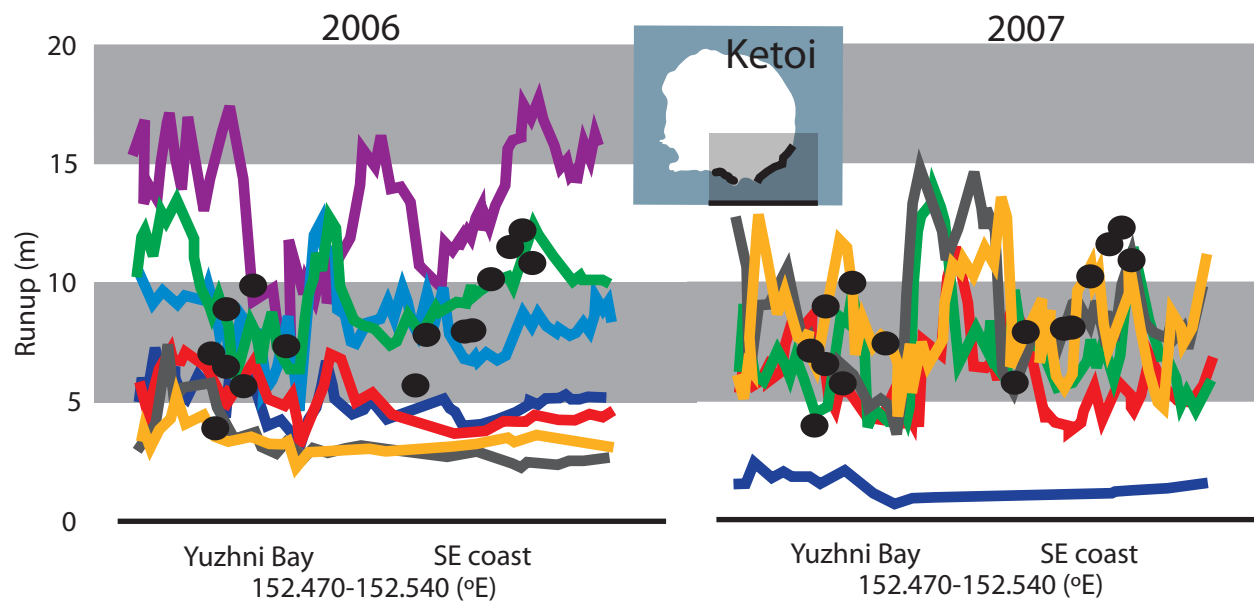 2006
2007
Ketoi
20
15
10
5
0
Runup (m)
Yuzhni Bay
SE coast
152.470-152.540 (ºE)
Yuzhni Bay
SE coast
152.470-152.540 (ºE)